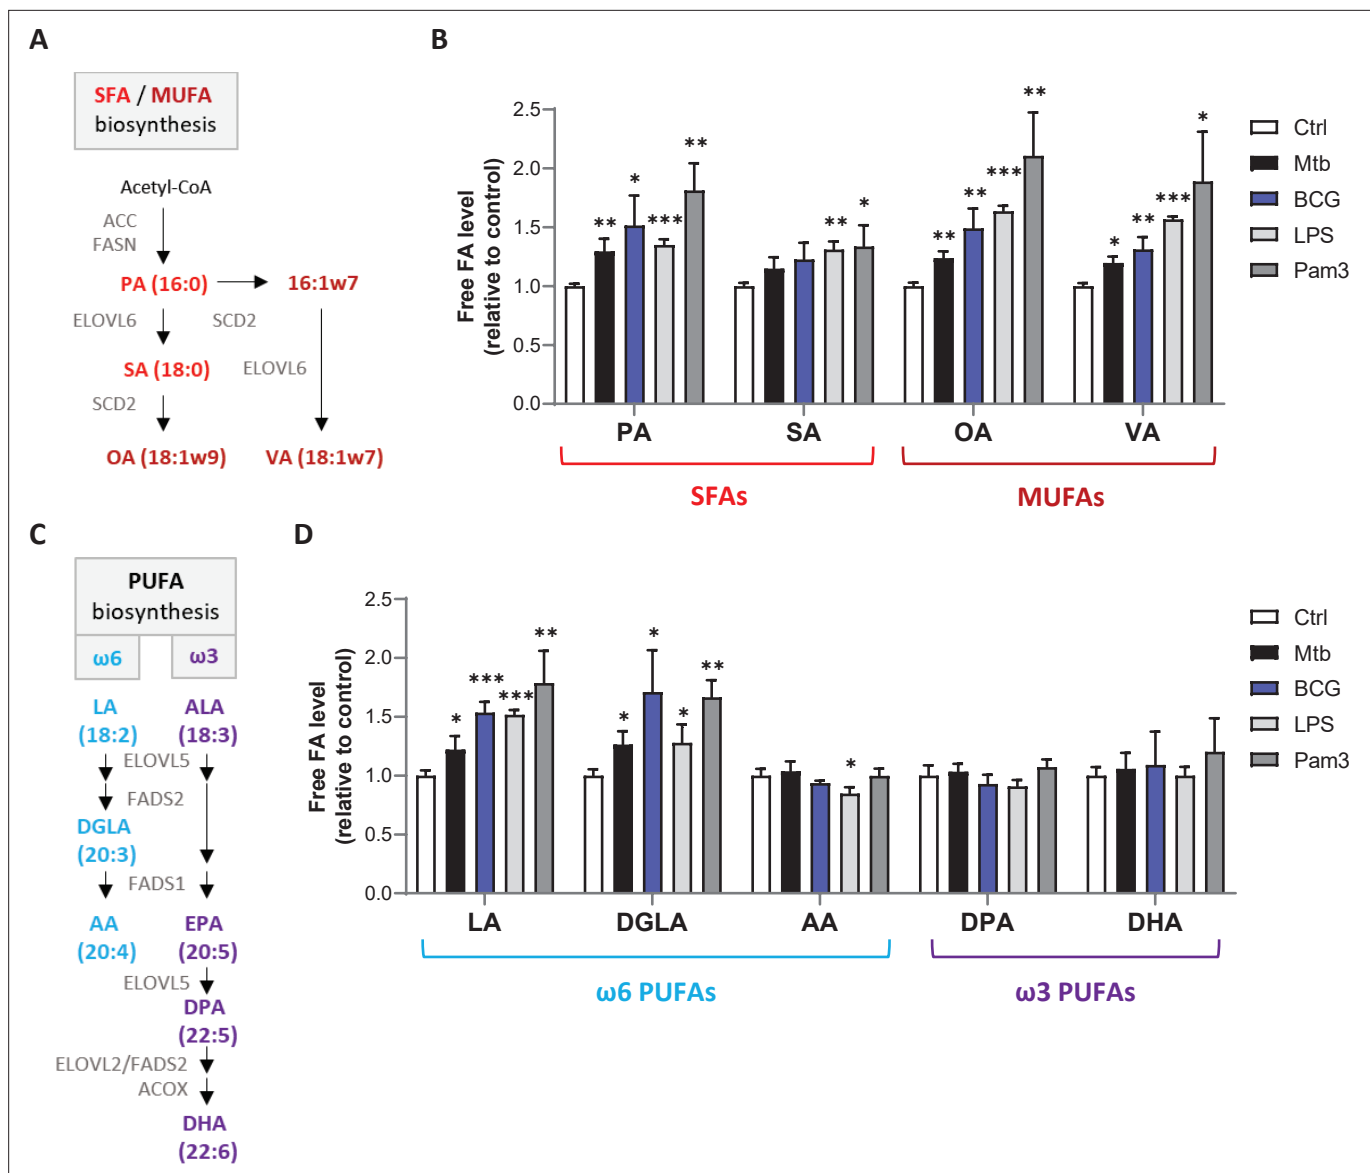 A
SFA / MUFA
biosynthesis
Acetyl-CoA
ACC
FASN
PA (16:0)
16:1w7
ELOVL6
SCD2
SA (18:0)
ELOVL6
SCD2
OA (18:1w9)
VA (18:1w7)
B
Free FA level
(relative to control)
2.5
2.0
1.5
1.0
0.5
0.0
**
*
***
**
**
*
**
**
***
**
*
**
***
*
PA
SA
OA
VA
SFAs
MUFAs
Ctrl
Mtb
BCG
LPS
Pam3
C
PUFA
biosynthesis
ω6
ω3
LA
(18:2)
ALA
(18:3)
ELOVL5
FADS2
DGLA
(20:3)
FADS1
AA
(20:4)
EPA
(20:5)
ELOVL5
DPA
(22:5)
ELOVL2/FADS2
ACOX
DHA
(22:6)
D
Free FA level
(relative to control)
2.5
2.0
1.5
1.0
0.5
0.0
*
***
***
**
*
*
*
**
*
LA
DGLA
AA
DPA
DHA
ω6 PUFAs
ω3 PUFAs
Ctrl
Mtb
BCG
LPS
Pam3